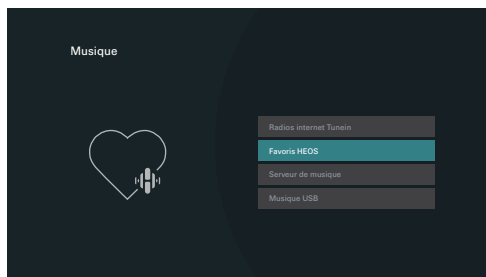 Musique
Radios internet Tunein
Favoris HEOS
Serveur de musique
Musique USB